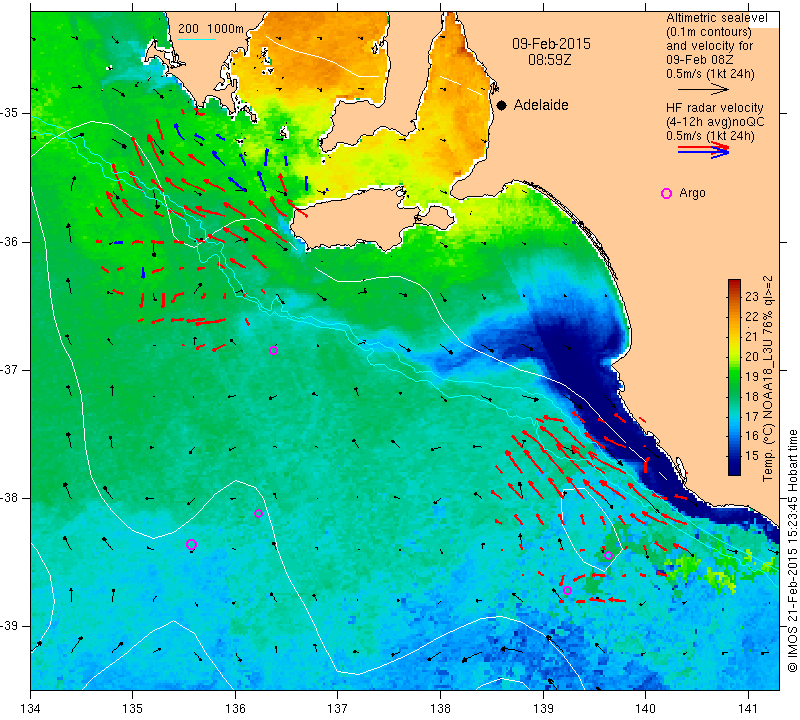 200 1000m
09-Feb-2015
08:59Z
Altimetric sealevel
(0.1m contours)
and velocity for
09-Feb 08Z
0.5m/s (1kt 24h)
HF radar velocity
(4-12h avg)noQC
0.5m/s (1kt 24h)
Argo
Adelaide
-35
-36
-37
-38
-39
134
135
136
137
138
139
140
141
23
22
21
20
19
18
17
16
15
Temp. (°C) NOAA18_L3U 76% ql>=2
© IMOS 21-Feb-2015 15:23:45 Hobart time